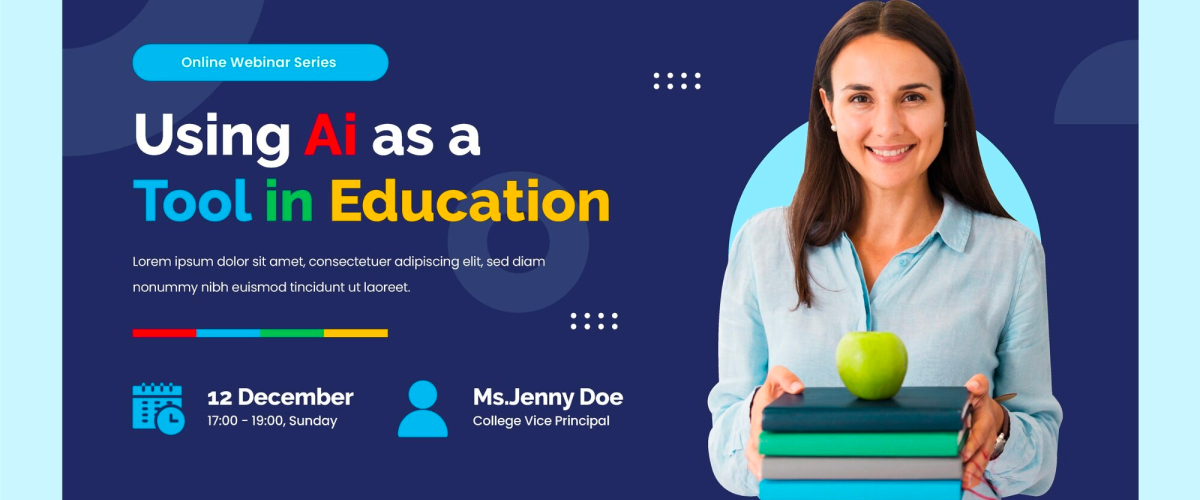 Online Webinar Series
Using Ai as a
Tool in Education
Lorem ipsum dolor sit amet, consectetuer adipiscing elit, sed diam
nonummy nibh euismod tincidunt ut laoreet.
12 December
17:00 - 19:00, Sunday
Ms.Jenny Doe
College Vice Principal